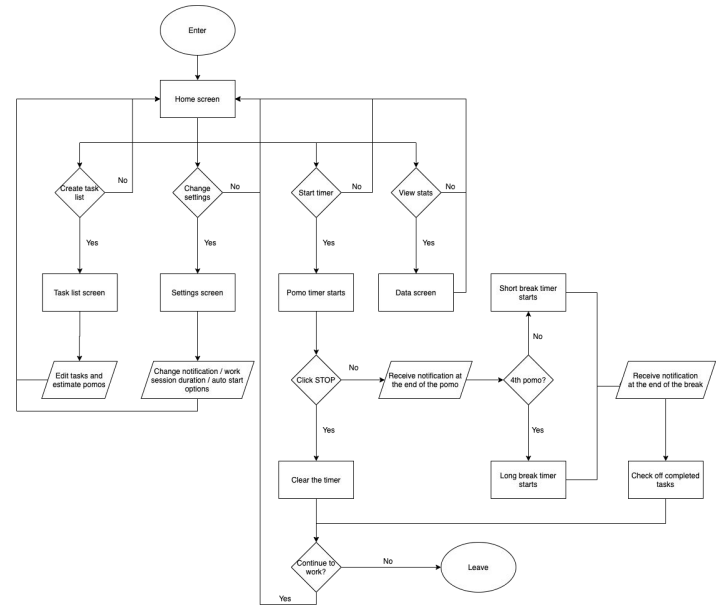 Enter
Home screen
Create task
list
No
Change
settings
No
Start timer
No
View stats
No
Yes
Yes
Yes
Yes
Task list screen
Settings screen
Pomo timer starts
Data screen
Short break timer
starts
No
Edit tasks and
estimate pomos
Change notification / work
session duration / auto start
options
Click STOP
No
Receive notification at
the end of the pomo
4th pomo?
Receive notification
at the end of the break
Yes
Yes
Clear the timer
Long break timer
starts
Check off completed
tasks
Continue to
work?
No
Leave
Yes